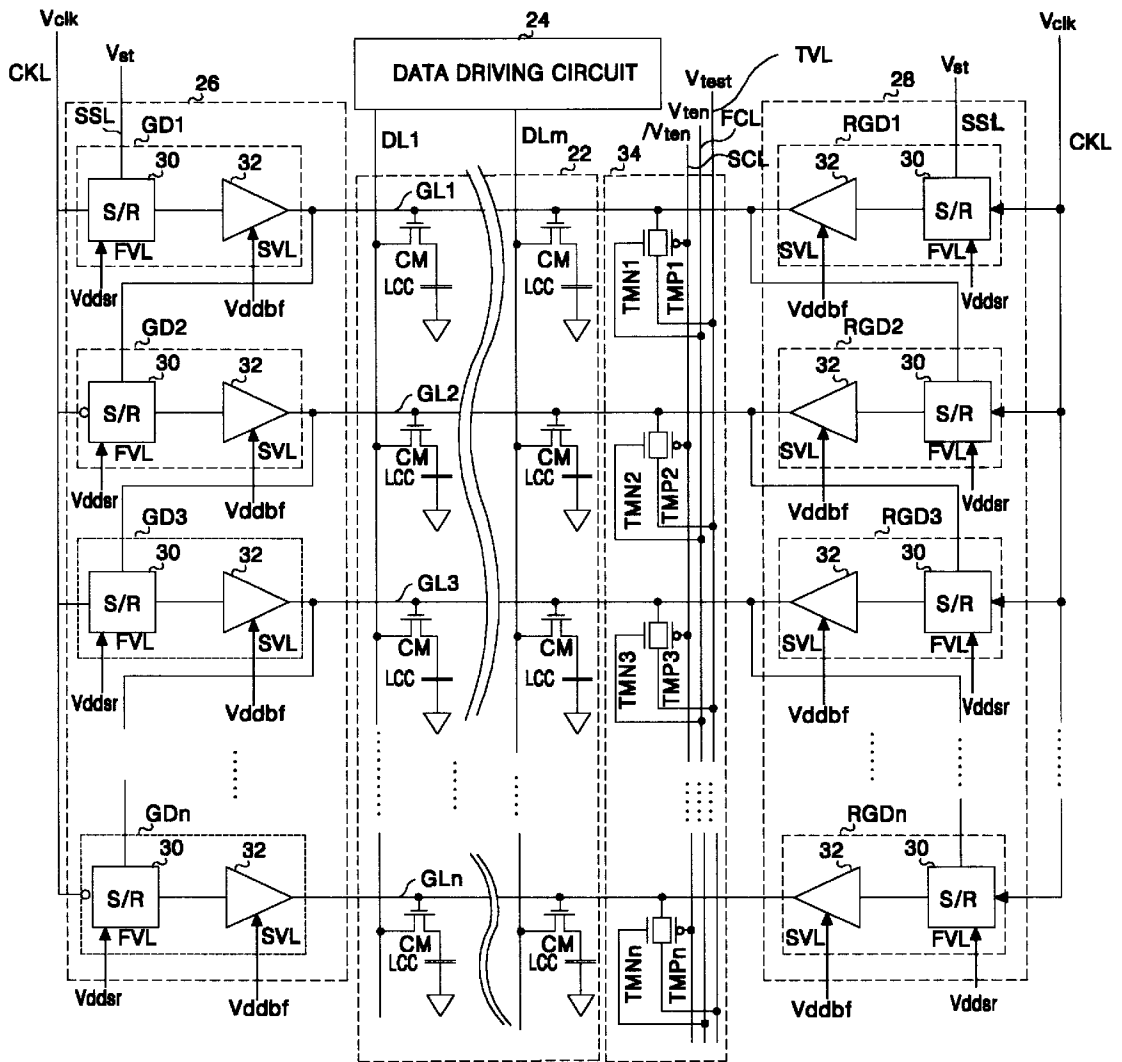 Vclk
24
Vclk
Vst
DATA DRIVING CIRCUIT
Vtest
TVL
Vst
CKL
26
Vten
28
SSL
GD1
DL1
DLm
/Vten
FCL
RGD1
SSL
CKL
30
32
22
34
SCL
32
30
S/R
GL1
S/R
FVL
SVL
CM
LCC
CM
LCC
TMN1
TMP1
SVL
FVL
Vddsr
Vddbf
Vddbf
Vddsr
GD2
RGD2
30
32
32
30
S/R
GL2
S/R
FVL
SVL
CM
LCC
CM
LCC
TMN2
TMP2
SVL
FVL
Vddsr
Vddbf
Vddbf
Vddsr
GD3
RGD3
30
32
32
30
S/R
GL3
S/R
FVL
SVL
CM
LCC
CM
LCC
TMN3
TMP3
SVL
FVL
Vddsr
Vddbf
Vddbf
Vddsr
GDn
RGDn
30
32
32
30
S/R
GLn
S/R
FVL
SVL
CM
LCC
CM
LCC
TMNn
TMPn
SVL
FVL
Vddsr
Vddbf
Vddbf
Vddsr